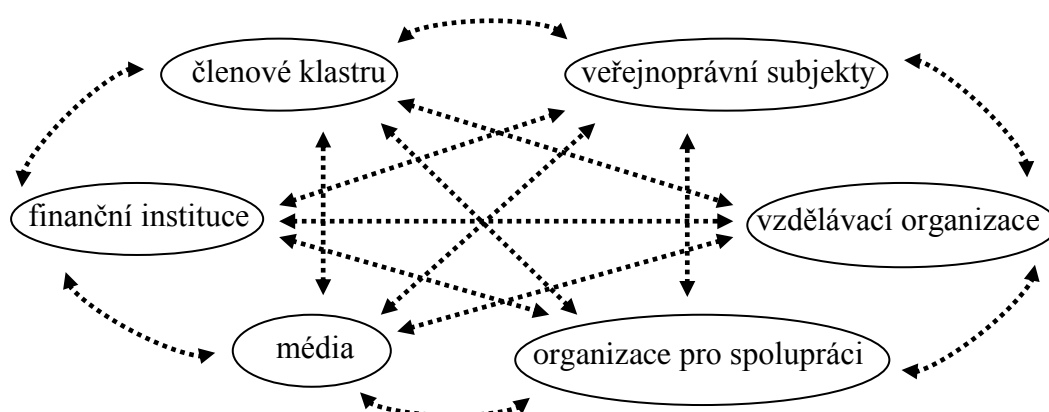 členové klastru
veřejnoprávní subjekty
finanční instituce
vzdělávací organizace
média
organizace pro spolupráci